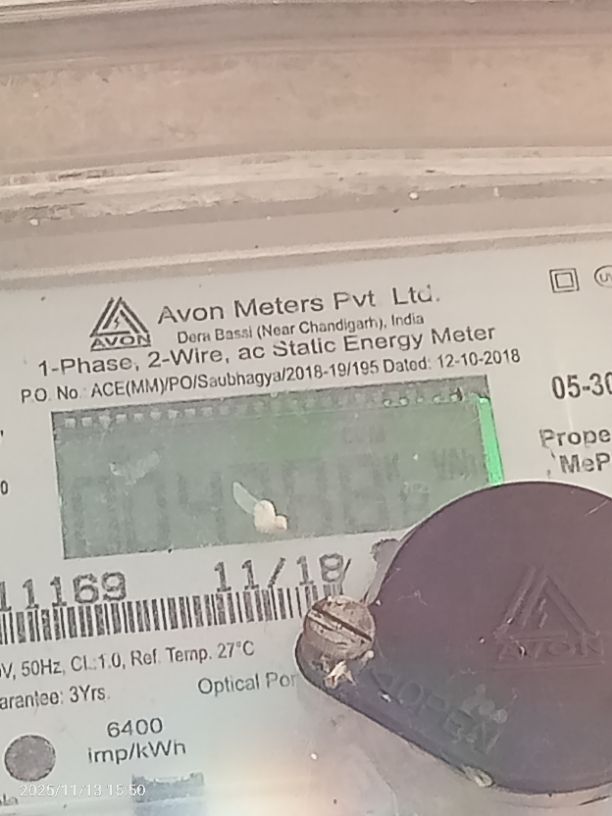 AVON
Avon Meters Pvt. Ltd.
Dera Bassi (Near Chandigarh), India
1-Phase, 2-Wire, ac Static Energy Meter
P.O. No.: ACE(MM)/PO/Saubhagya/2018-19/195 Dated: 12-10-2018
05-30
Prope
MeP
0
11169 11/18
V, 50Hz, CL.:1.0, Ref. Temp. 27°C
arantee: 3Yrs.
Optical Por
6400
imp/kWh
AVON
OPEN
2025/11/13 15:50